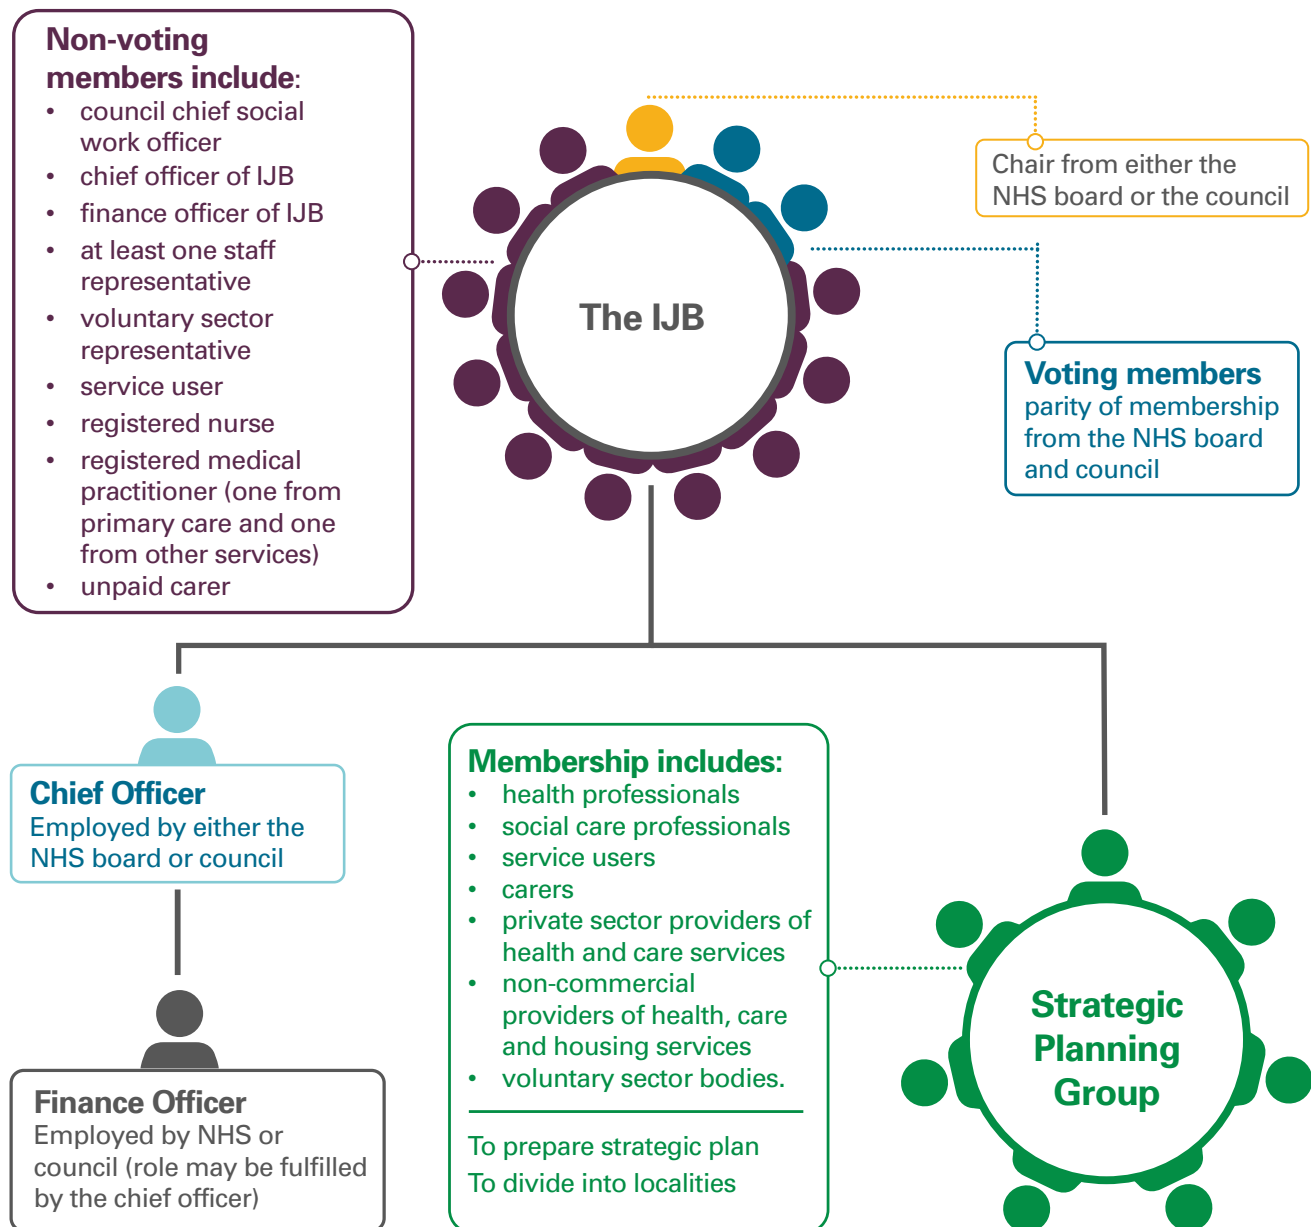 Non-voting
members include:
• council chief social
work officer
• chief officer of IJB
• finance officer of IJB
• at least one staff
representative
• voluntary sector
representative
• service user
• registered nurse
• registered medical
practitioner (one from
primary care and one
from other services)
• unpaid carer
The IJB
Chair from either the
NHS board or the council
Voting members
parity of membership
from the NHS board
and council
Chief Officer
Employed by either the
NHS board or council
Finance Officer
Employed by NHS or
council (role may be fulfilled
by the chief officer)
Membership includes:
• health professionals
• social care professionals
• service users
• carers
• private sector providers of
health and care services
• non-commercial
providers of health, care
and housing services
• voluntary sector bodies.
To prepare strategic plan
To divide into localities
Strategic
Planning
Group